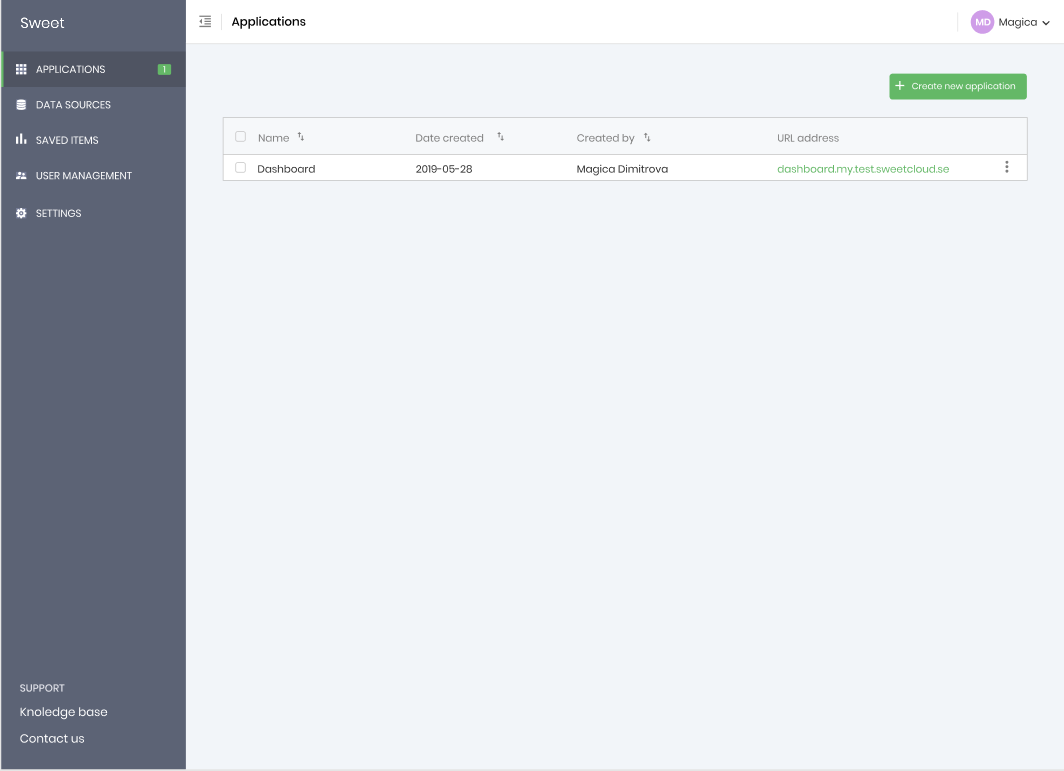 Sweet
Applications
MD Magica
APPLICATIONS 1
DATA SOURCES
SAVED ITEMS
USER MANAGEMENT
SETTINGS
+ Create new application
Name Date created Created by URL address
Dashboard 2019-05-28 Magica Dimitrova dashboard.my.test.sweetcloud.se
SUPPORT
Knoledge base
Contact us